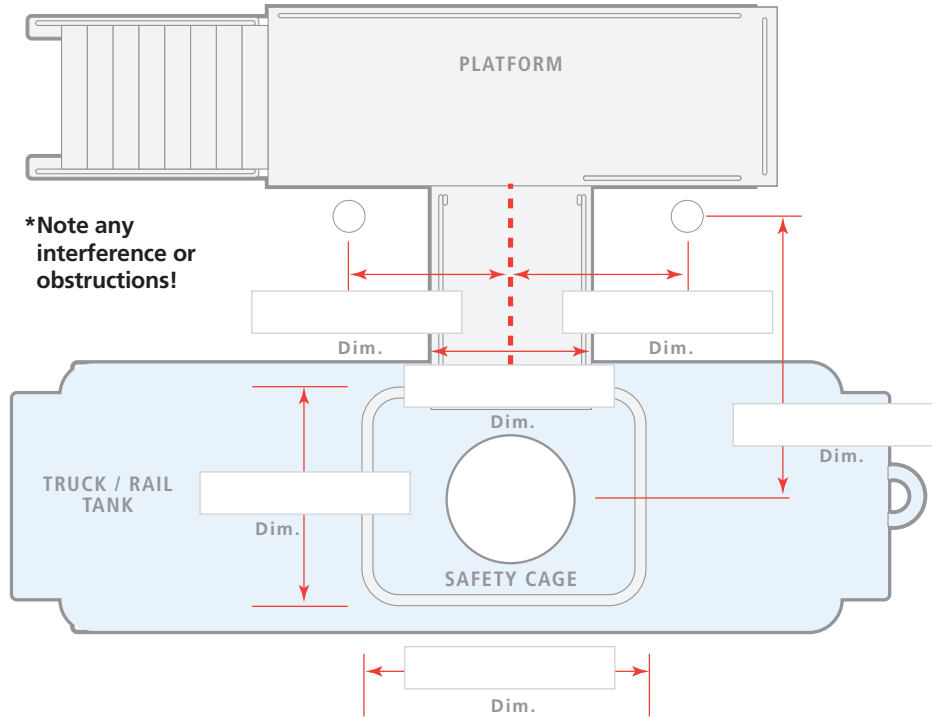 PLATFORM
*Note any
interference or
obstructions!
Dim.
Dim.
Dim.
Dim.
TRUCK / RAIL
TANK
Dim.
SAFETY CAGE
Dim.